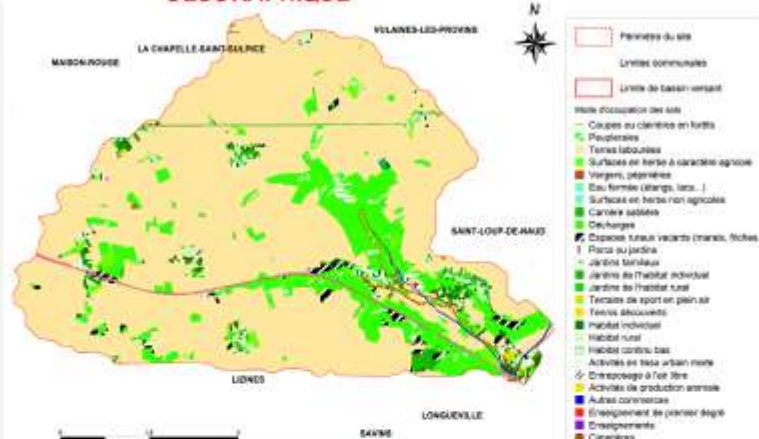 GEOGRAPHIQUE
N
VULAINES-LES-PROVINS
LA CHAPELLE-SAINT-SULPICE
MAISON-ROUGE
SAINT-LOUP-DE-NAUD
LIZINES
LONGUEVILLE
SAVINS
Périmètre du site
Limites communales
Limite de bassin versant
Mode d'occupation des sols
Coupes ou clairières en forêts
Peupleraies
Terres labourées
Surfaces en herbe à caractère agricole
Vergers, pépinières
Eau fermée (étangs, lacs...)
Surfaces en herbe non agricoles
Carrière sablière
Décharges
Espaces ruraux vacants (marais, friches
Parcs ou jardins
Jardins familiaux
Jardins de l'habitat individuel
Jardins de l'habitat rural
Terrains de sport en plein air
Tennis découverts
Habitat individuel
Habitat rural
Habitat continu bas
Activités en tissu urbain mixte
Entreposage à l'air libre
Activités de production animale
Autres commerces
Enseignement de premier degré
Enseignements
Cimetières